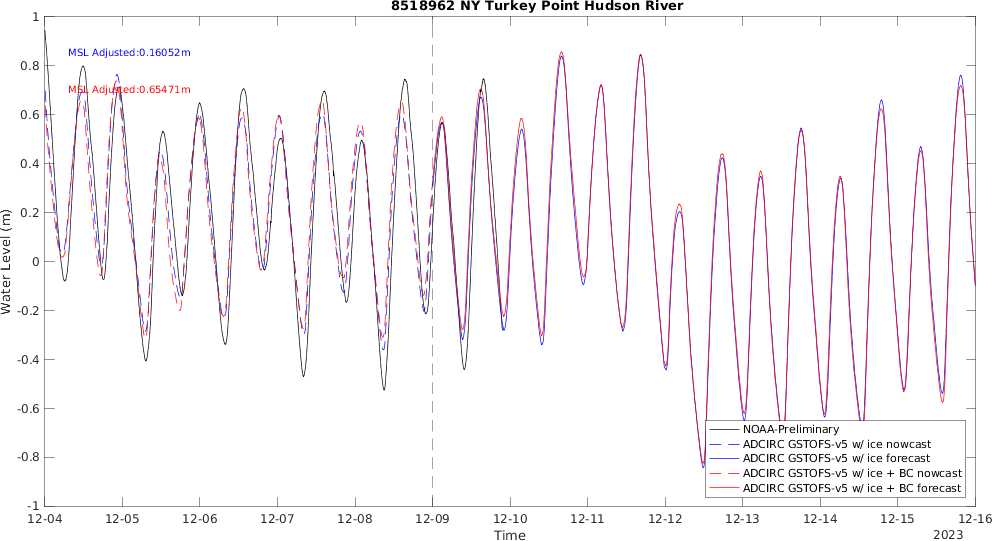 8518962 NY Turkey Point Hudson River
MSL Adjusted:0.16052m
MSL Adjusted:0.65471m
Water Level (m)
1
0.8
0.6
0.4
0.2
0
-0.2
-0.4
-0.6
-0.8
-1
NOAA-Preliminary
ADCIRC GSTOFS-v5 w/ ice nowcast
ADCIRC GSTOFS-v5 w/ ice forecast
ADCIRC GSTOFS-v5 w/ ice + BC nowcast
ADCIRC GSTOFS-v5 w/ ice + BC forecast
12-04 12-05 12-06 12-07 12-08 12-09 12-10 12-11 12-12 12-13 12-14 12-15 12-16
Time
2023